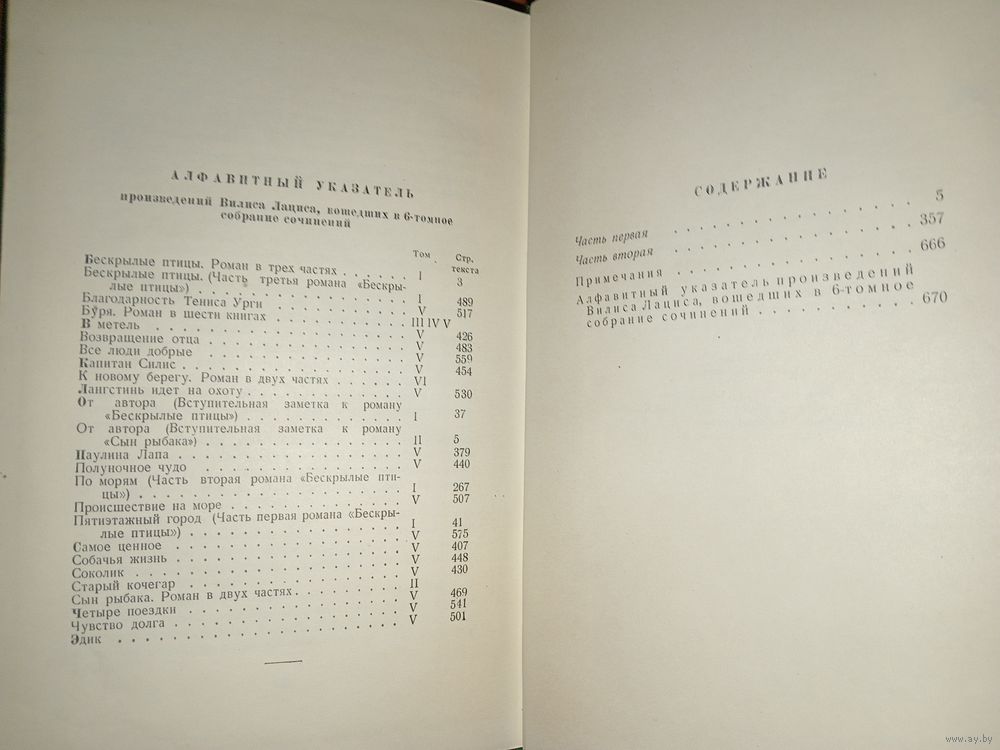 АЛФАВИТНЫЙ УКАЗАТЕЛЬ
произведений Вилиса Лациса, вошедших в 6-томное
собрание сочинений
Том Стр. текста
Бескрылые птицы. Роман в трех частях . . . . . . I 3
Бескрылые птицы. (Часть третья романа «Бескры-
лые птицы») . . . . . . I 489
Благодарность Тениса Урги . . . . . . V 517
Буря. Роман в шести книгах . . . . . . III IV V
В метель . . . . . . V 426
Возвращение отца . . . . . . V 483
Все люди добрые . . . . . . V 559
Капитан Силис . . . . . . V 454
К новому берегу. Роман в двух частях . . . . . . VI
Лангстинь идет на охоту . . . . . . V 530
От автора (Вступительная заметка к роману
«Бескрылые птицы») . . . . . . I 37
От автора (Вступительная заметка к роману
«Сын рыбака») . . . . . . II 5
Паулина Лапа . . . . . . V 379
Полуночное чудо . . . . . . V 440
По морям (Часть вторая романа «Бескрылые пти-
цы») . . . . . . I 267
Происшествие на море . . . . . . V 507
Пятиэтажный город (Часть первая романа «Бескры-
лые птицы») . . . . . . I 41
Самое ценное . . . . . . V 575
Собачья жизнь . . . . . . V 407
Соколик . . . . . . V 448
Старый кочегар . . . . . . V 430
Сын рыбака. Роман в двух частях . . . . . . II
Четыре поездки . . . . . . V 469
Чувство долга . . . . . . V 541
Эдик . . . . . . V 501
СОДЕРЖАНИЕ
Часть первая . . . . . . 5
Часть вторая . . . . . . 357
Примечания . . . . . . 666
Алфавитный указатель произведений
Вилиса Лациса, вошедших в 6-томное
собрание сочинений . . . . . . 670
www.ay.by